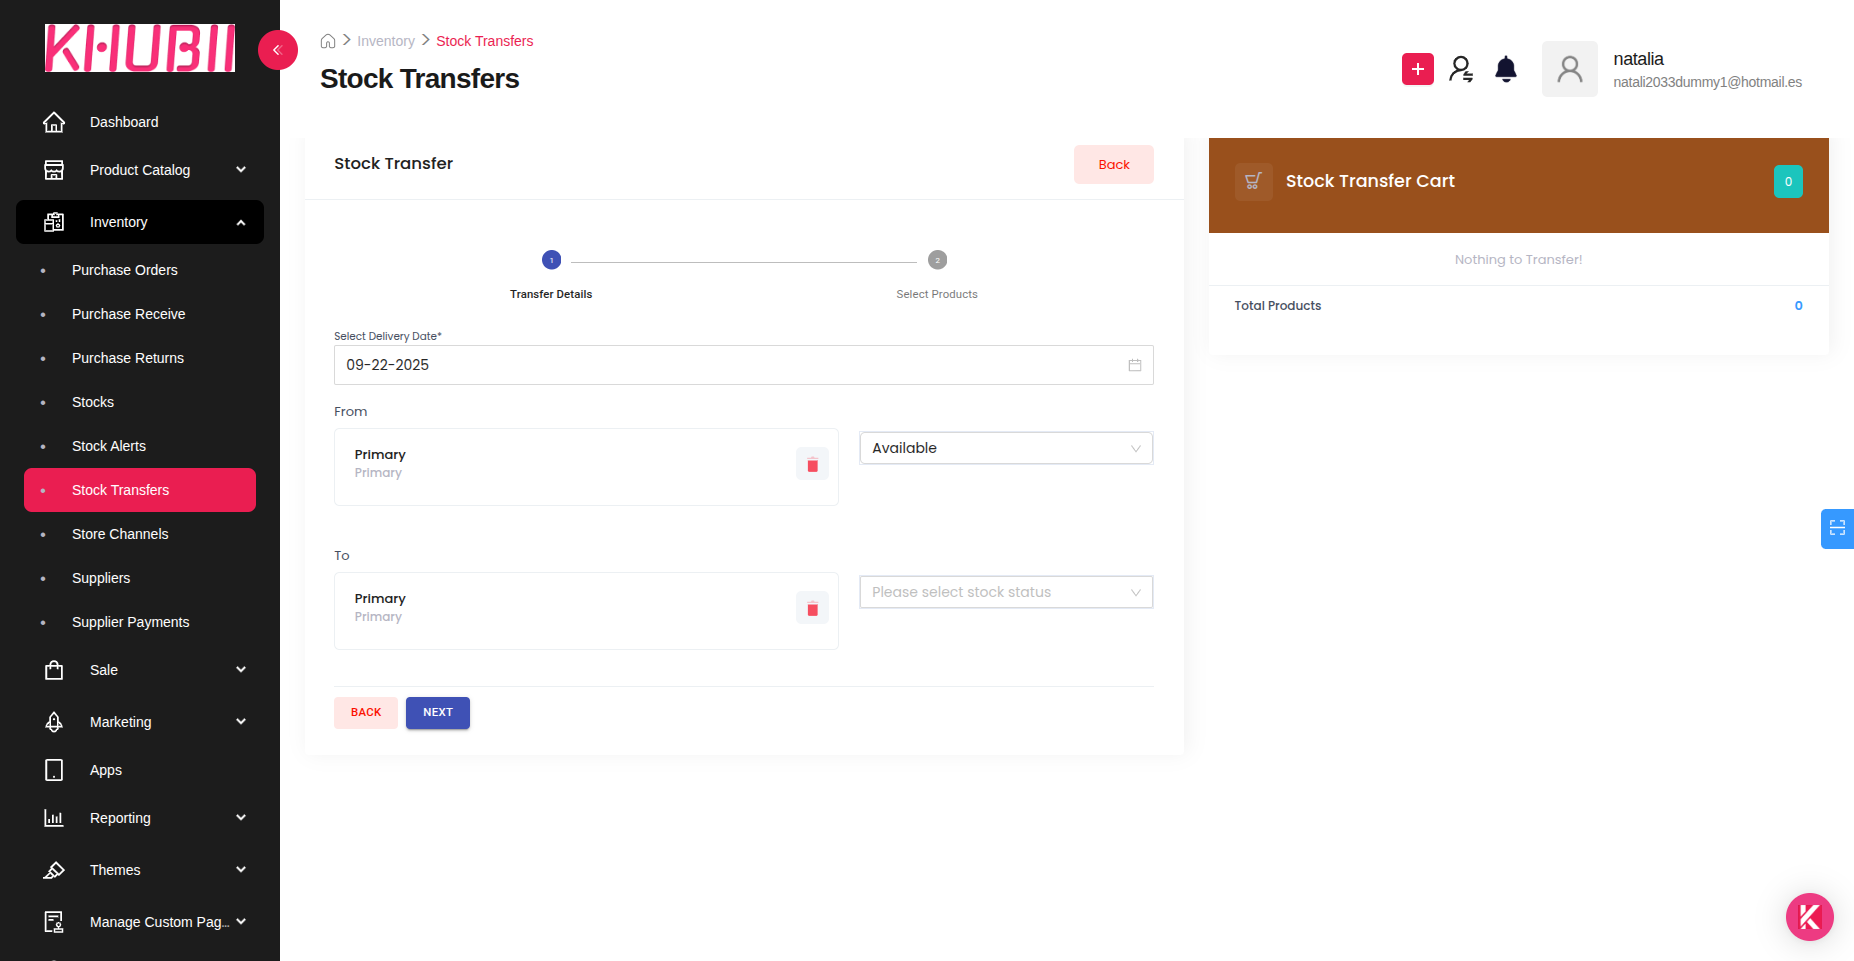 KHUBII
Dashboard
Product Catalog
Inventory
Purchase Orders
Purchase Receive
Purchase Returns
Stocks
Stock Alerts
Stock Transfers
Store Channels
Suppliers
Supplier Payments
Sale
Marketing
Apps
Reporting
Themes
Manage Custom Pag...
Inventory
Stock Transfers
Stock Transfers
natalia
natali2033dummy1@hotmail.es
Stock Transfer
Back
1
2
Transfer Details
Select Products
Select Delivery Date*
09-22-2025
From
Primary
Primary
Available
To
Primary
Primary
Please select stock status
BACK
NEXT
Stock Transfer Cart
0
Nothing to Transfer!
Total Products
0
K